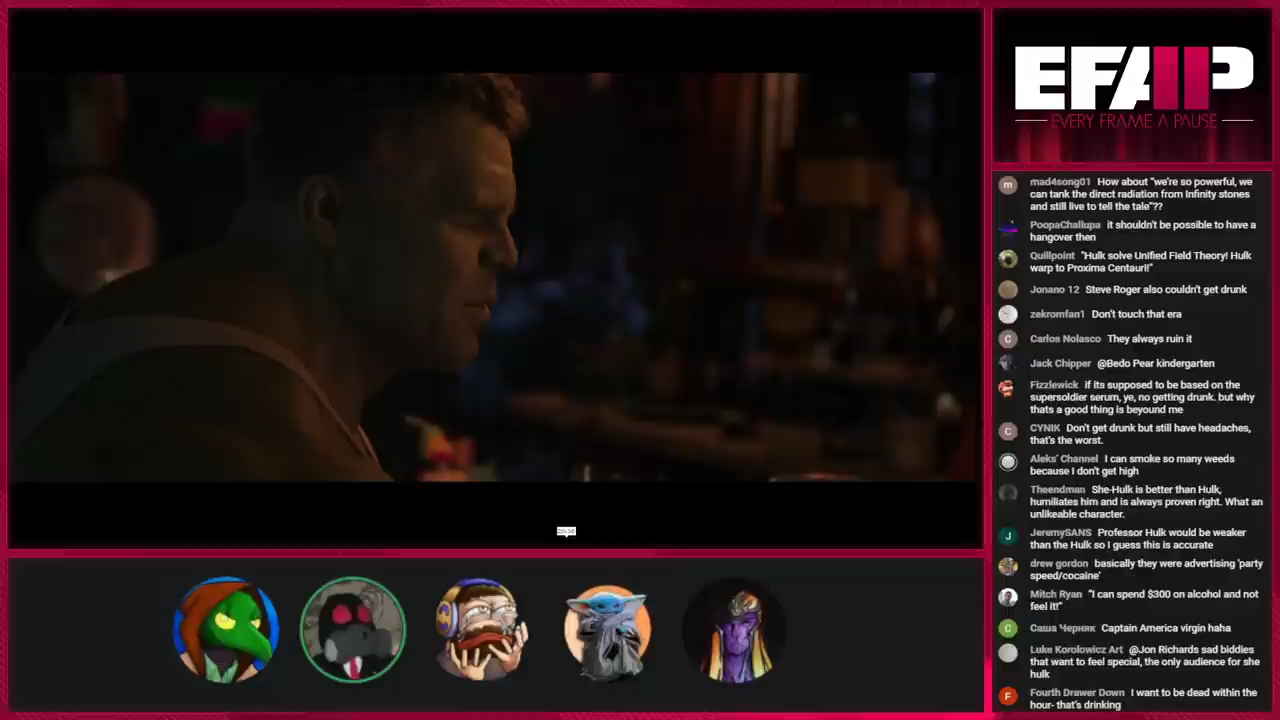 EFAP
EVERY FRAME A PAUSE
m
mad4song01 How about "we're so powerful, we
can tank the direct radiation from Infinity stones
and still live to tell the tale"??
PoopaChallupa it shouldn't be possible to have a
hangover then
Quillpoint "Hulk solve Unified Field Theory! Hulk
warp to Proxima Centauri!"
Jonano 12 Steve Roger also couldn't get drunk
zekromfan1 Don't touch that era
C
Carlos Nolasco They always ruin it
Jack Chipper @Bedo Pear kindergarten
Fizzlewick if its supposed to be based on the
supersoldier serum, ye, no getting drunk. but why
thats a good thing is beyound me
C
CYNIK Don't get drunk but still have headaches,
that's the worst.
Aleks' Channel I can smoke so many weeds
because I don't get high
Theendman She-Hulk is better than Hulk,
humiliates him and is always proven right. What an
unlikeable character.
J
JeremySANS Professor Hulk would be weaker
than the Hulk so I guess this is accurate
drew gordon basically they were advertising 'party
speed/cocaine'
Mitch Ryan "I can spend $300 on alcohol and not
feel it!"
С
Саша Черняк Captain America virgin haha
Luke Korolowicz Art @Jon Richards sad biddies
that want to feel special, the only audience for she
hulk
F
Fourth Drawer Down I want to be dead within the
hour- that's drinking